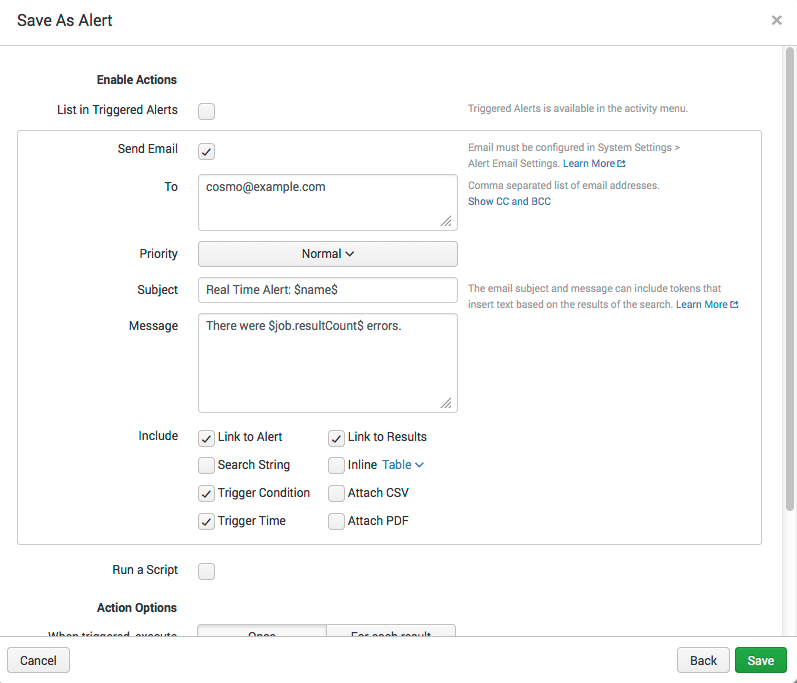 Save As Alert
×
Enable Actions
List in Triggered Alerts
Triggered Alerts is available in the activity menu.
Send Email
Email must be configured in System Settings >
Alert Email Settings. Learn More
To
cosmo@example.com
Comma separated list of email addresses.
Show CC and BCC
Priority
Normal
Subject
Real Time Alert: $name$
The email subject and message can include tokens that
insert text based on the results of the search. Learn More
Message
There were $job.resultCount$ errors.
Include
Link to Alert
Link to Results
Search String
Inline Table
Trigger Condition
Attach CSV
Trigger Time
Attach PDF
Run a Script
Action Options
When triggered, execute
Once
For each result
Cancel
Back
Save